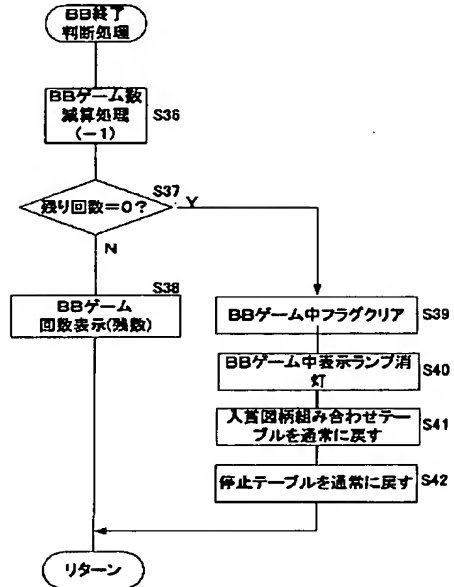 BB終了
判断処理
BBゲーム数
減算処理
(−1)
S36
S37
残り回数=0?
Y
N
S38
BBゲーム
回数表示(残数)
BBゲーム中フラグクリア
S39
BBゲーム中表示ランプ消
灯
S40
入賞図柄組み合わせテー
ブルを通常に戻す
S41
停止テーブルを通常に戻す
S42
リターン